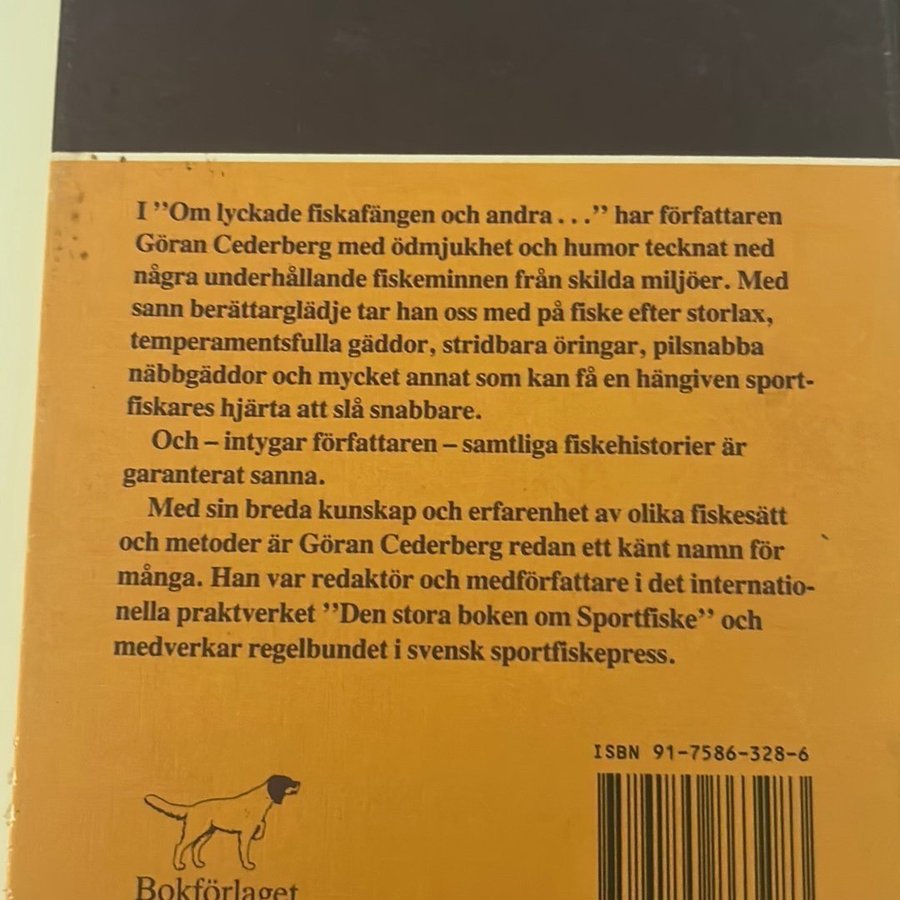 I ”Om lyckade fiskafängen och andra . . .” har författaren
Göran Cederberg med ödmjukhet och humor tecknat ned
några underhållande fiskeminnen från skilda miljöer. Med
sann berättarglädje tar han oss med på fiske efter storlax,
temperamentsfulla gäddor, stridbara öringar, pilsnabba
näbbgäddor och mycket annat som kan få en hängiven sport-
fiskares hjärta att slå snabbare.
Och – intygar författaren – samtliga fiskehistorier är
garanterat sanna.
Med sin breda kunskap och erfarenhet av olika fiskesätt
och metoder är Göran Cederberg redan ett känt namn för
många. Han var redaktör och medförfattare i det internatio-
nella praktverket ”Den stora boken om Sportfiske” och
medverkar regelbundet i svensk sportfiskepress.
ISBN 91-7586-328-6
Bokförlaget